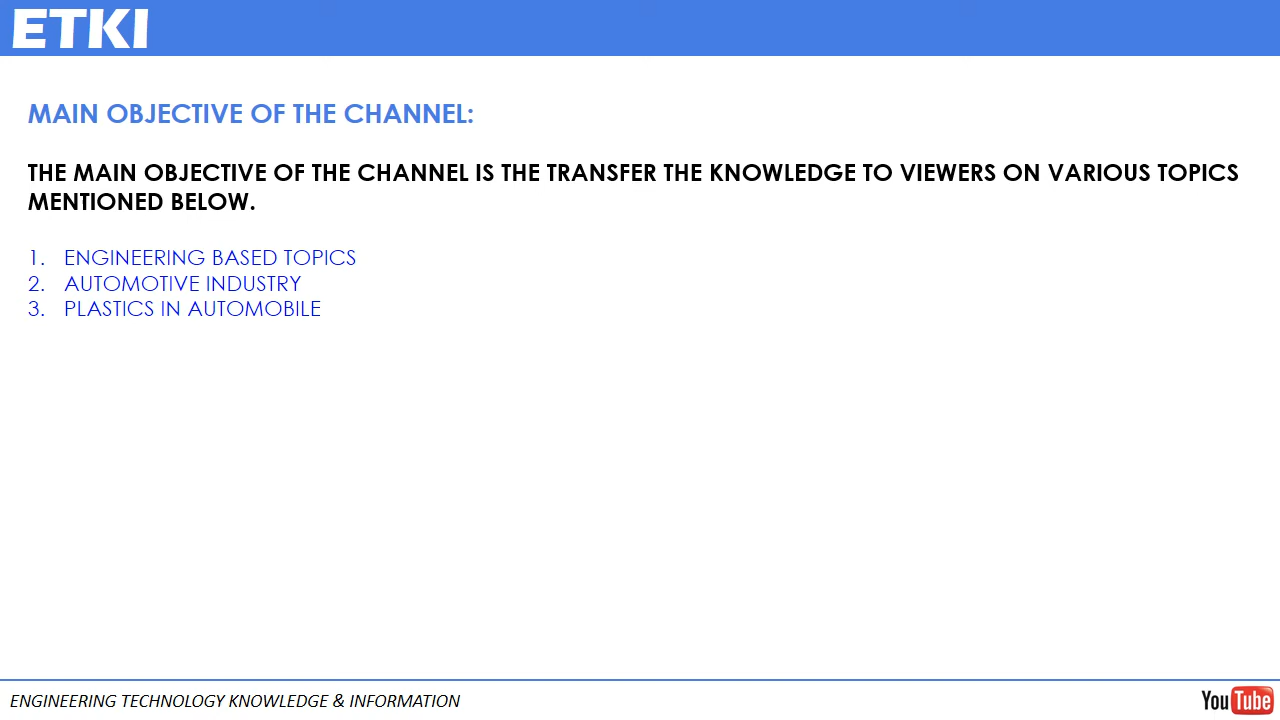 ETKI
MAIN OBJECTIVE OF THE CHANNEL:
THE MAIN OBJECTIVE OF THE CHANNEL IS THE TRANSFER THE KNOWLEDGE TO VIEWERS ON VARIOUS TOPICS
MENTIONED BELOW.
1. ENGINEERING BASED TOPICS
2. AUTOMOTIVE INDUSTRY
3. PLASTICS IN AUTOMOBILE
ENGINEERING TECHNOLOGY KNOWLEDGE & INFORMATION
YouTube